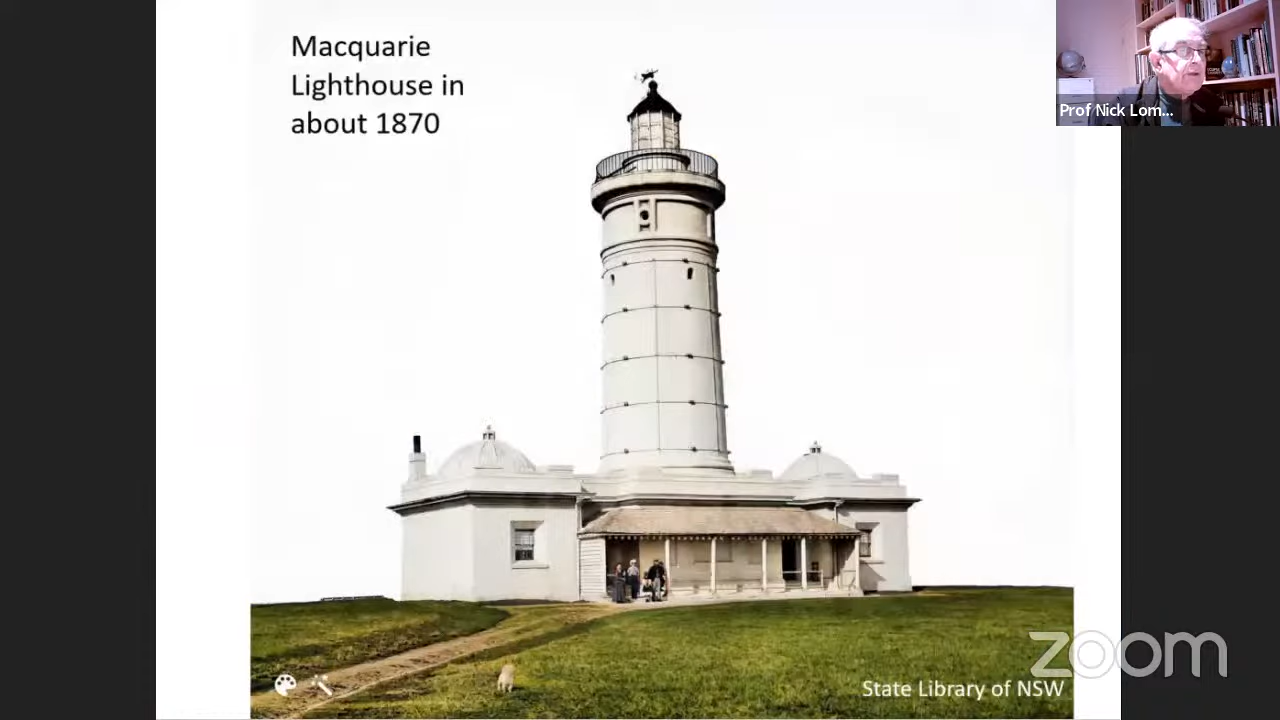 Macquarie
Lighthouse in
about 1870
Prof Nick Lom...
zoom
State Library of NSW